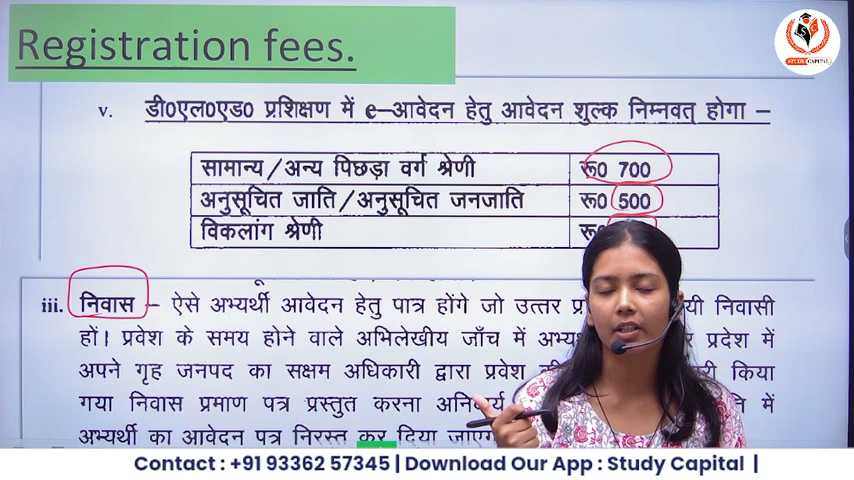 Registration fees.
STUDY CAPITAL
v. डी0एल0एड0 प्रशिक्षण में e–आवेदन हेतु आवेदन शुल्क निम्नवत् होगा –
सामान्य/अन्य पिछड़ा वर्ग श्रेणी रू0 700
अनुसूचित जाति/अनुसूचित जनजाति रू0 500
विकलांग श्रेणी
iii. निवास – ऐसे अभ्यर्थी आवेदन हेतु पात्र होंगे जो उत्तर निवासी
हों। प्रवेश के समय होने वाले अभिलेखीय जाँच में प्रदेश में
अपने गृह जनपद का सक्षम अधिकारी द्वारा प्रवेश किया
गया निवास प्रमाण पत्र प्रस्तुत करना में
अभ्यर्थी का आवेदन पत्र निरस्त कर दिया
Contact : +91 93362 57345 | Download Our App : Study Capital |